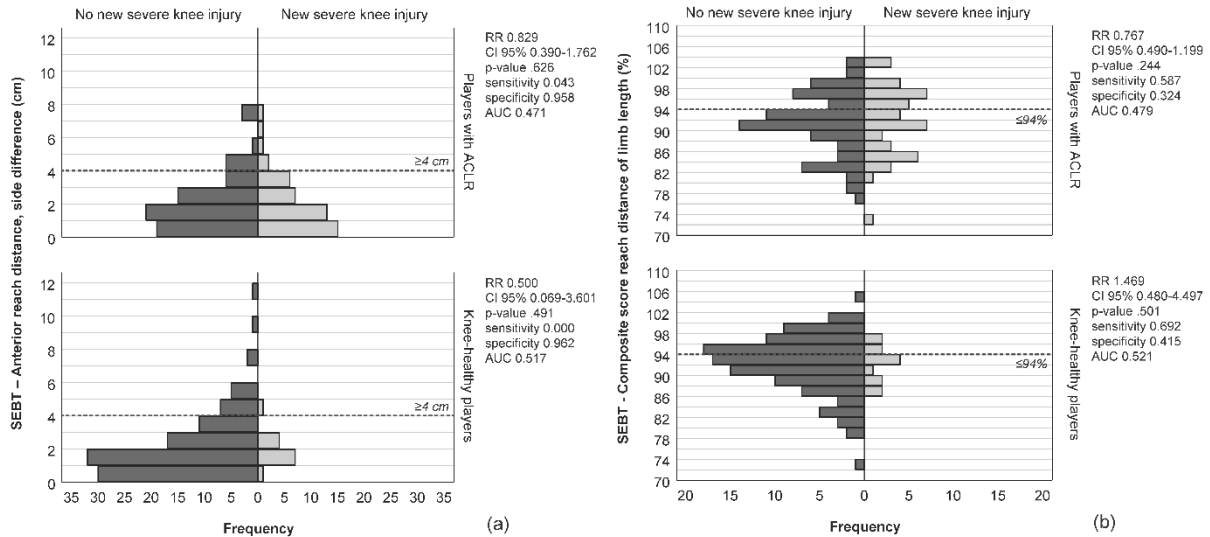 No new severe knee injury New severe knee injury
SEBT – Anterior reach distance, side difference (cm)
12
10
8
6
4
2
0
≥4 cm
Players with ACLR
RR 0.829
CI 95% 0.390-1.762
p-value .626
sensitivity 0.043
specificity 0.958
AUC 0.471
12
10
8
6
4
2
0
≥4 cm
Knee-healthy players
RR 0.500
CI 95% 0.069-3.601
p-value .491
sensitivity 0.000
specificity 0.962
AUC 0.517
35 30 25 20 15 10 5 0 5 10 15 20 25 30 35
Frequency
(a)
No new severe knee injury New severe knee injury
SEBT - Composite score reach distance of limb length (%)
110
106
102
98
94
90
86
82
78
74
70
≤94%
Players with ACLR
RR 0.767
CI 95% 0.490-1.199
p-value .244
sensitivity 0.587
specificity 0.324
AUC 0.479
110
106
102
98
94
90
86
82
78
74
70
≤94%
Knee-healthy players
RR 1.469
CI 95% 0.480-4.497
p-value .501
sensitivity 0.692
specificity 0.415
AUC 0.521
20 15 10 5 0 5 10 15 20
Frequency
(b)